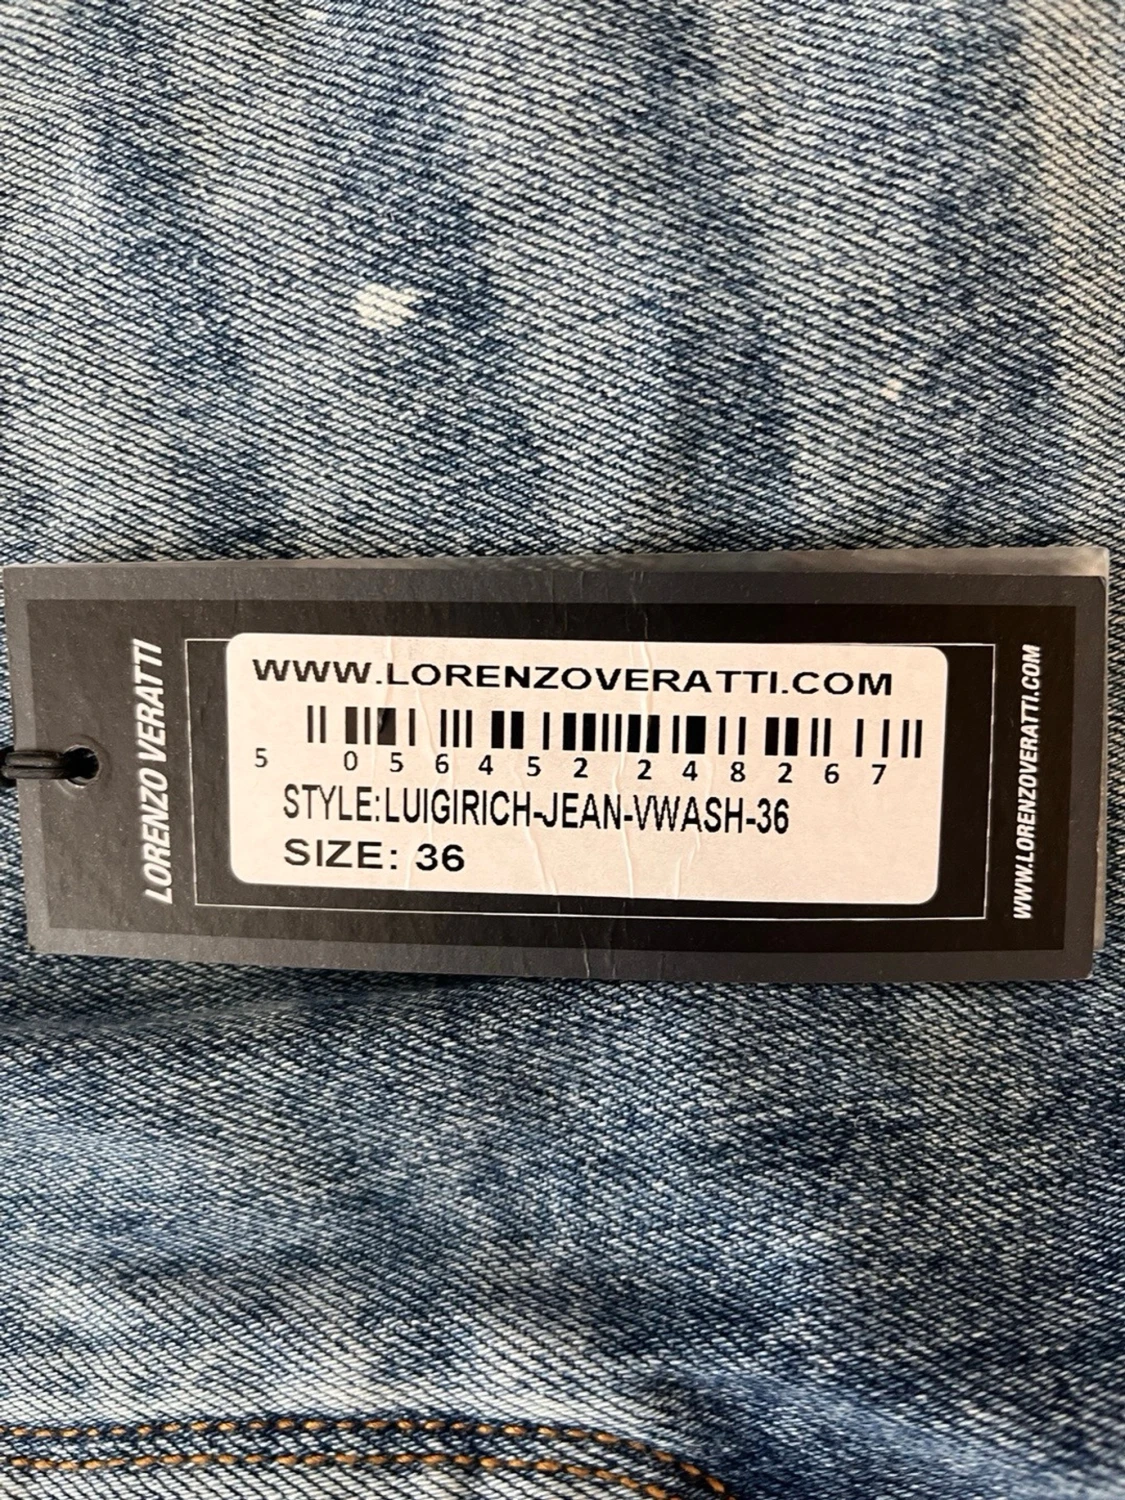 LORENZO VERATTI
WWW.LORENZOVERATTI.COM
5 056452 248267
STYLE:LUIGIRICH-JEAN-VWASH-36
SIZE: 36
WWW.LORENZOVERATTI.COM